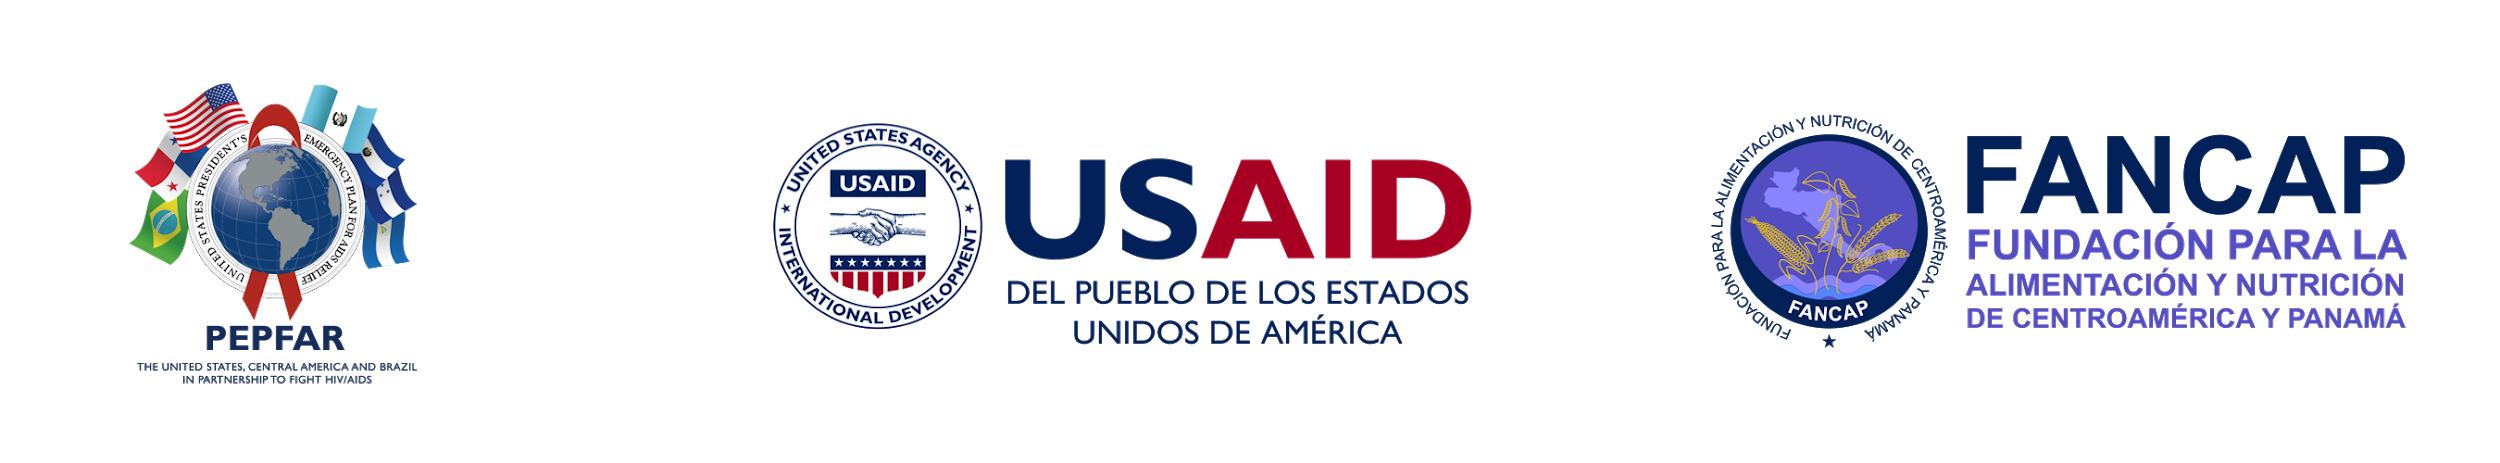 UNITED STATES PRESIDENT'S EMERGENCY PLAN FOR AIDS RELIEF
PEPFAR
THE UNITED STATES, CENTRAL AMERICA AND BRAZIL
IN PARTNERSHIP TO FIGHT HIV/AIDS
UNITED STATES AGENCY
USAID
INTERNATIONAL DEVELOPMENT
USAID
DEL PUEBLO DE LOS ESTADOS
UNIDOS DE AMÉRICA
FUNDACIÓN PARA LA ALIMENTACIÓN Y NUTRICIÓN DE CENTROAMÉRICA Y PANAMÁ
FANCAP
FANCAP
FUNDACIÓN PARA LA
ALIMENTACIÓN Y NUTRICIÓN
DE CENTROAMÉRICA Y PANAMÁ